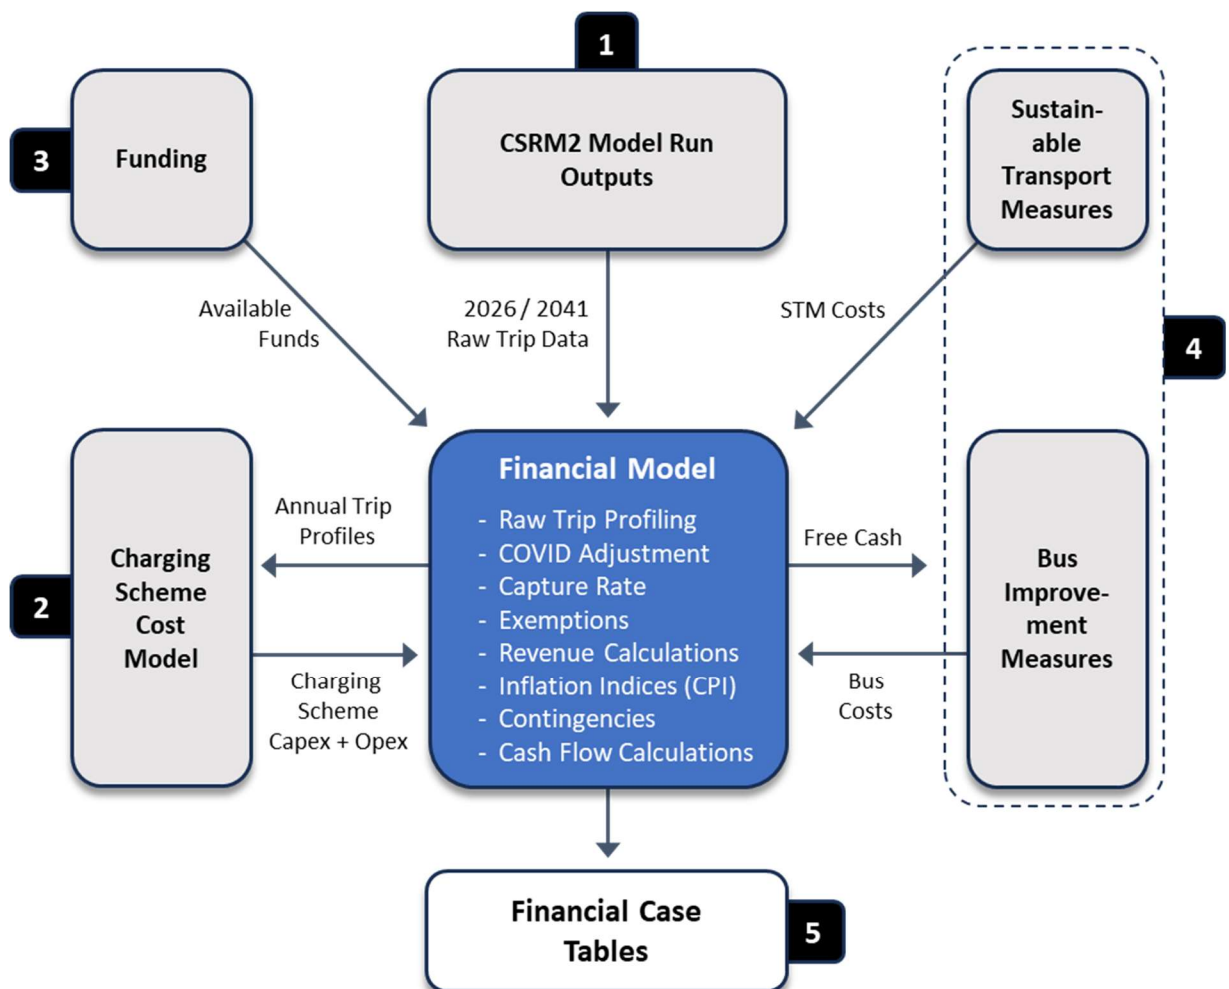 1
CSRM2 Model Run
Outputs
3
Funding
Sustain-
able
Transport
Measures
Available
Funds
2026 / 2041
Raw Trip Data
STM Costs
4
Financial Model
- Raw Trip Profiling
- COVID Adjustment
- Capture Rate
- Exemptions
- Revenue Calculations
- Inflation Indices (CPI)
- Contingencies
- Cash Flow Calculations
Annual Trip
Profiles
2
Charging
Scheme
Cost
Model
Charging
Scheme
Capex + Opex
Free Cash
Bus
Improve-
ment
Measures
Bus
Costs
Financial Case
Tables
5